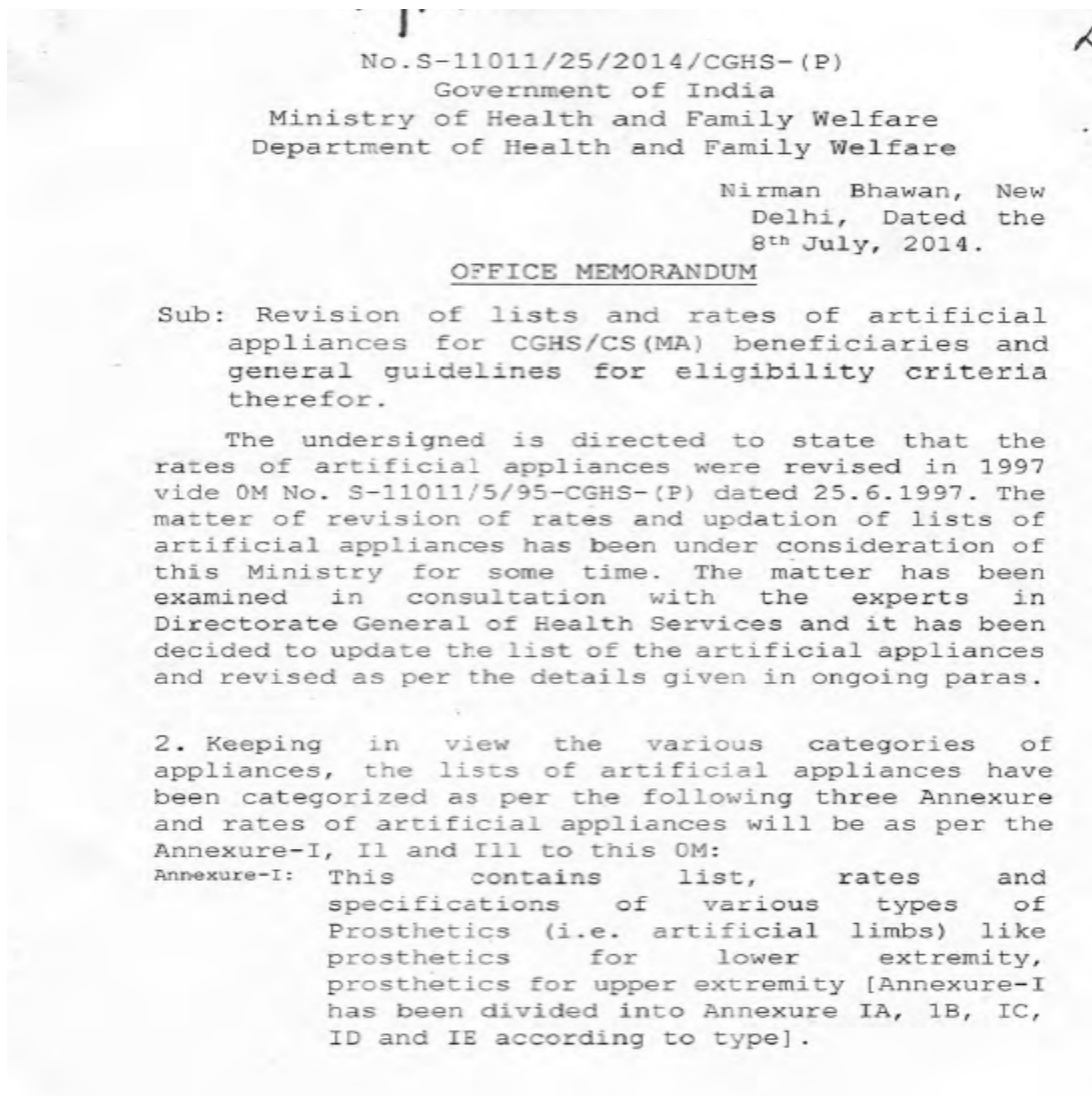 No.S-11011/25/2014/CGHS-(P)
Government of India
Ministry of Health and Family Welfare
Department of Health and Family Welfare
Nirman Bhawan, New
Delhi, Dated the
8th July, 2014.
OFFICE MEMORANDUM
Sub: Revision of lists and rates of artificial
appliances for CGHS/CS(MA) beneficiaries and
general guidelines for eligibility criteria
therefor.
The undersigned is directed to state that the
rates of artificial appliances were revised in 1997
vide OM No. S-11011/5/95-CGHS-(P) dated 25.6.1997. The
matter of revision of rates and updation of lists of
artificial appliances has been under consideration of
this Ministry for some time. The matter has been
examined in consultation with the experts in
Directorate General of Health Services and it has been
decided to update the list of the artificial appliances
and revised as per the details given in ongoing paras.
2. Keeping in view the various categories of
appliances, the lists of artificial appliances have
been categorized as per the following three Annexure
and rates of artificial appliances will be as per the
Annexure-I, Il and Ill to this OM:
Annexure-I: This contains list, rates and
specifications of various types of
Prosthetics (i.e. artificial limbs) like
prosthetics for lower extremity,
prosthetics for upper extremity [Annexure-I
has been divided into Annexure IA, 1B, IC,
ID and IE according to type].